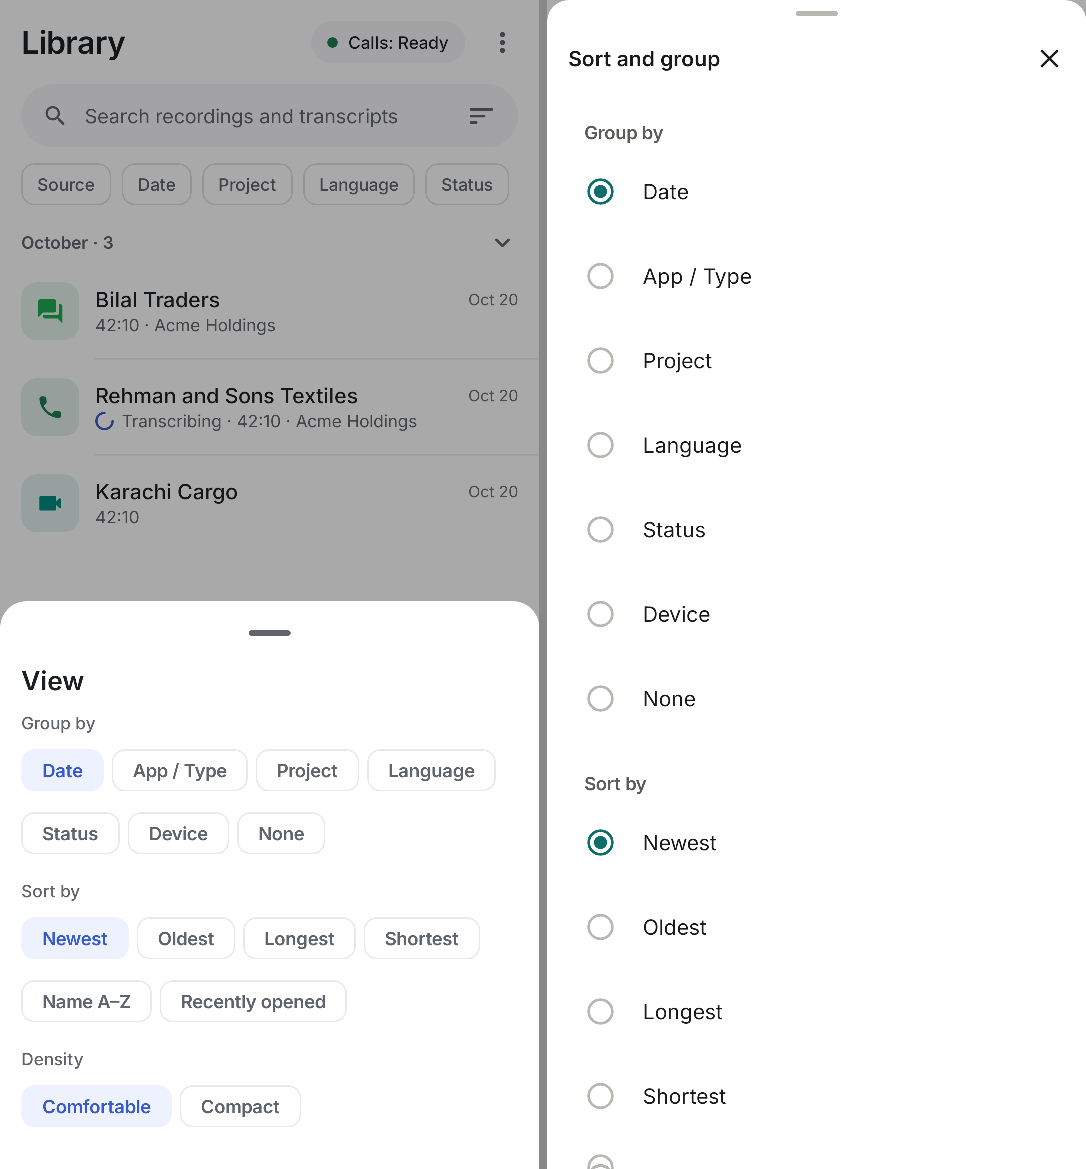 Library
Calls: Ready
Search recordings and transcripts
Source Date Project Language Status
October · 3
Bilal Traders Oct 20
42:10 · Acme Holdings
Rehman and Sons Textiles Oct 20
Transcribing · 42:10 · Acme Holdings
Karachi Cargo Oct 20
42:10
View
Group by
Date App / Type Project Language
Status Device None
Sort by
Newest Oldest Longest Shortest
Name A–Z Recently opened
Density
Comfortable Compact
Sort and group
Group by
Date
App / Type
Project
Language
Status
Device
None
Sort by
Newest
Oldest
Longest
Shortest